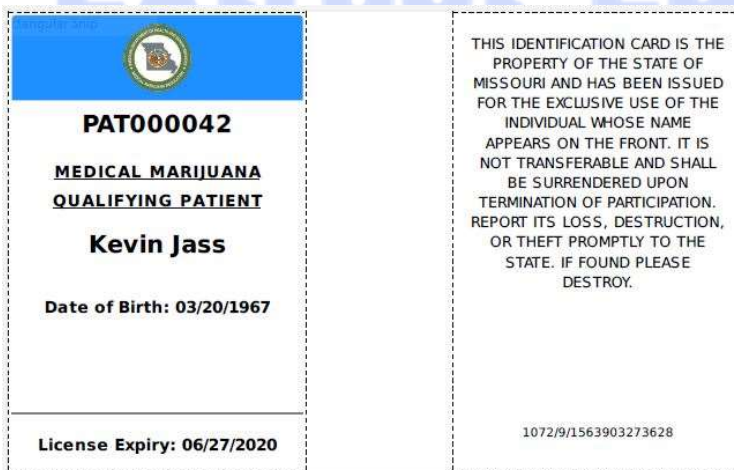 PAT000042
MEDICAL MARIJUANA
QUALIFYING PATIENT
Kevin Jass
Date of Birth: 03/20/1967
License Expiry: 06/27/2020
THIS IDENTIFICATION CARD IS THE
PROPERTY OF THE STATE OF
MISSOURI AND HAS BEEN ISSUED
FOR THE EXCLUSIVE USE OF THE
INDIVIDUAL WHOSE NAME
APPEARS ON THE FRONT. IT IS
NOT TRANSFERABLE AND SHALL
BE SURRENDERED UPON
TERMINATION OF PARTICIPATION.
REPORT ITS LOSS, DESTRUCTION,
OR THEFT PROMPTLY TO THE
STATE. IF FOUND PLEASE
DESTROY.
1072/9/1563903273628